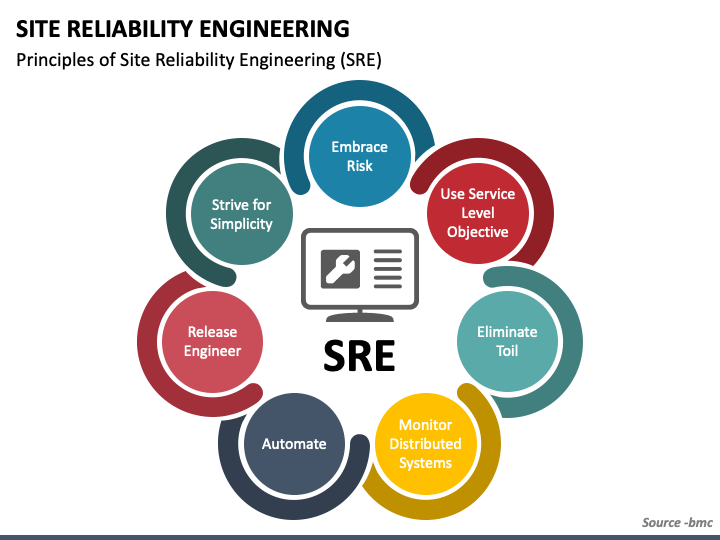 SITE RELIABILITY ENGINEERING
Principles of Site Reliability Engineering (SRE)
Embrace
Risk
Use Service
Level
Objective
Eliminate
Toil
Monitor
Distributed
Systems
Automate
Release
Engineer
Strive for
Simplicity
SRE
Source -bmc